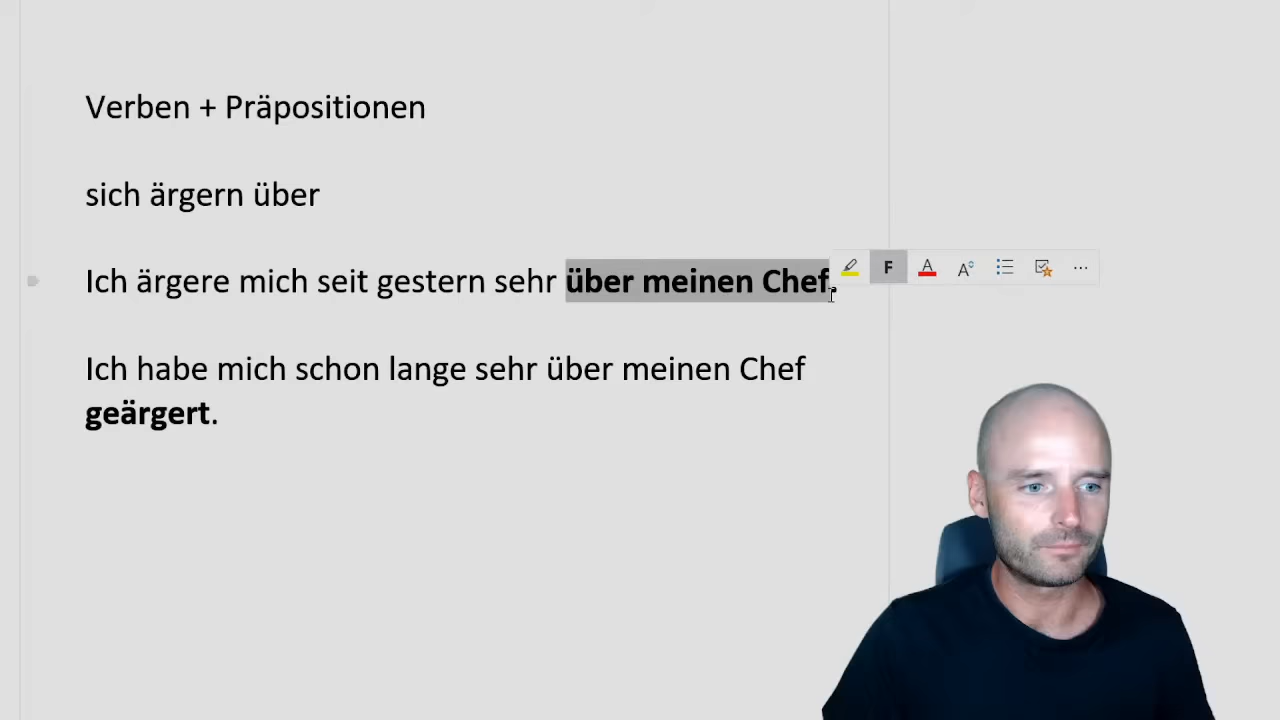 Verben + Präpositionen
sich ärgern über
Ich ärgere mich seit gestern sehr über meinen Chef.
F A A
Ich habe mich schon lange sehr über meinen Chef
geärgert.